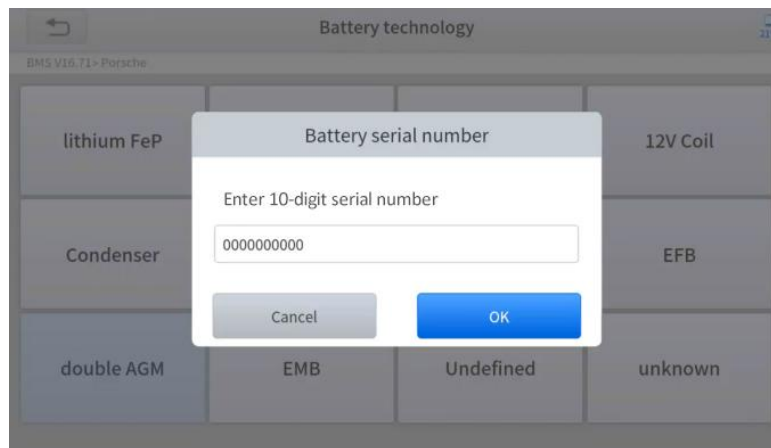 Battery technology
BMS V16.71> Porsche
lithium FeP
12V Coil
Battery serial number
Enter 10-digit serial number
0000000000
Cancel
OK
Condenser
EFB
double AGM
EMB
Undefined
unknown